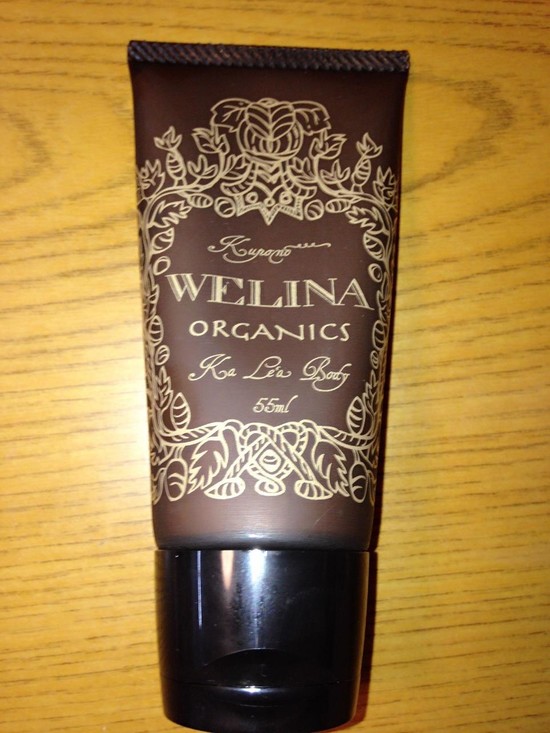 Kupono
WELINA
ORGANICS
Ka Le'a Body
55ml